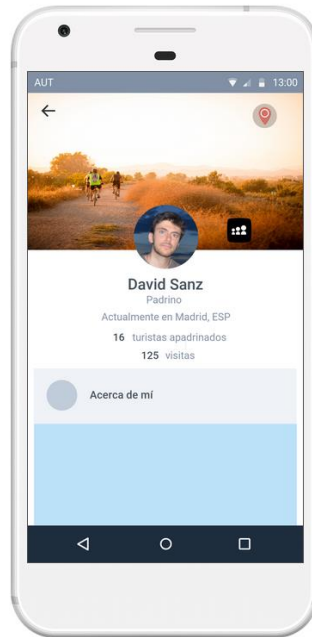 AUT 13:00
David Sanz
Padrino
Actualmente en Madrid, ESP
16 turistas apadrinados
125 visitas
Acerca de mí